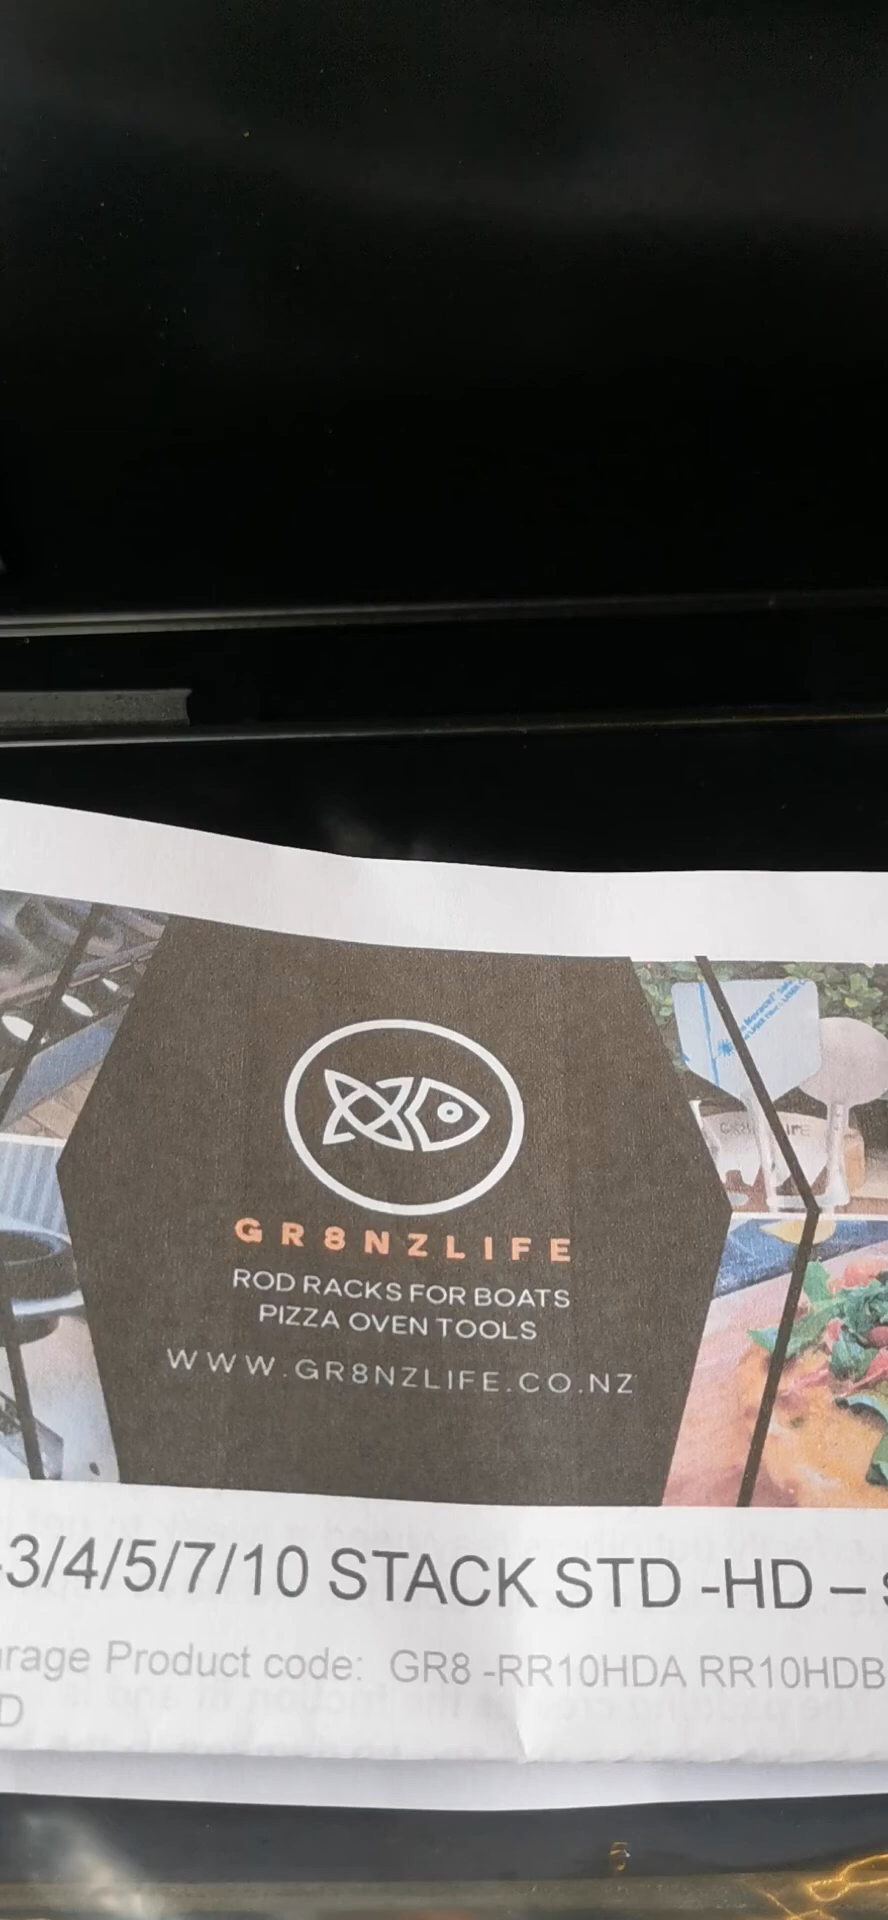 GR8NZLIFE
ROD RACKS FOR BOATS
PIZZA OVEN TOOLS
WWW.GR8NZLIFE.CO.NZ
-3/4/5/7/10 STACK STD -HD –
Product code: GR8 -RR10HDA RR10HDB
D